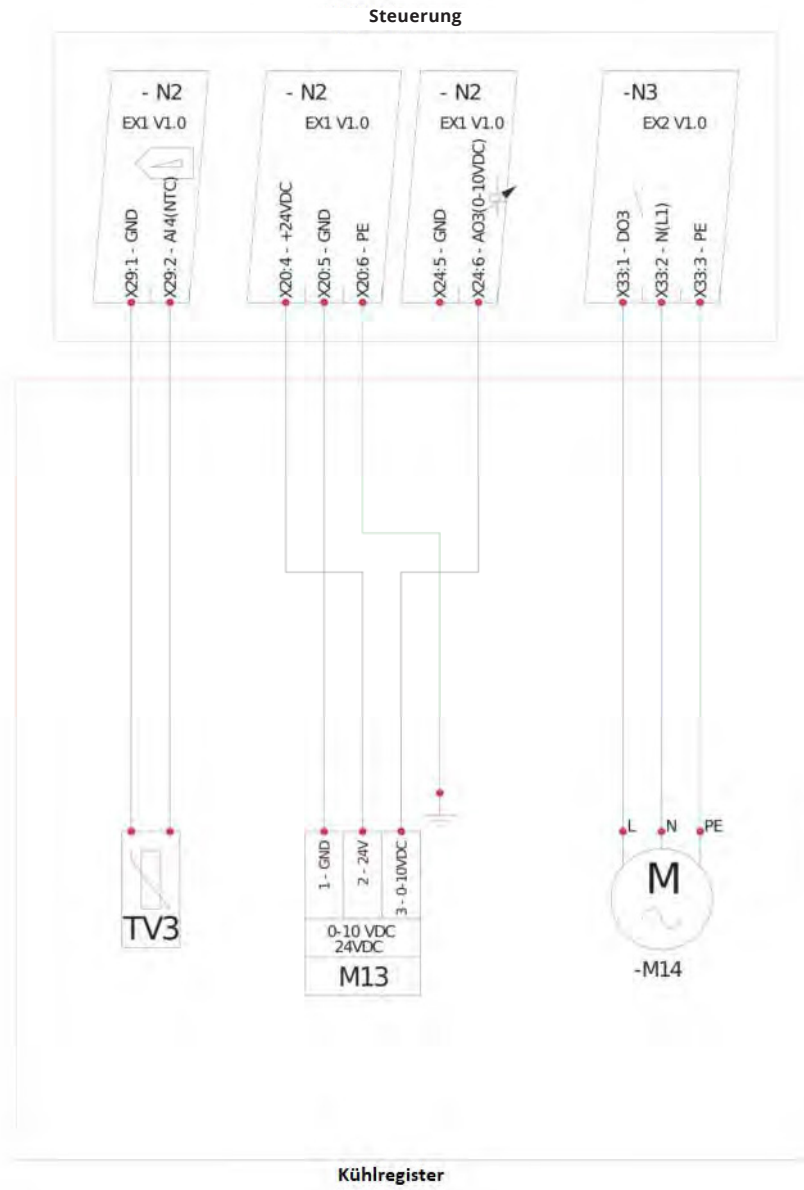 Steuerung
- N2
EX1 V1.0
X29:1 - GND
X29:2 - AI4(NTC)
- N2
EX1 V1.0
X20:4 - +24VDC
X20:5 - GND
X20:6 - PE
- N2
EX1 V1.0
X24:5 - GND
X24:6 - AO3(0-10VDC)
-N3
EX2 V1.0
X33:1 - DO3
X33:2 - N(L1)
X33:3 - PE
TV3
1 - GND
2 - 24V
3 - 0-10VDC
0-10 VDC
24VDC
M13
L
N
PE
M
-M14
Kühlregister